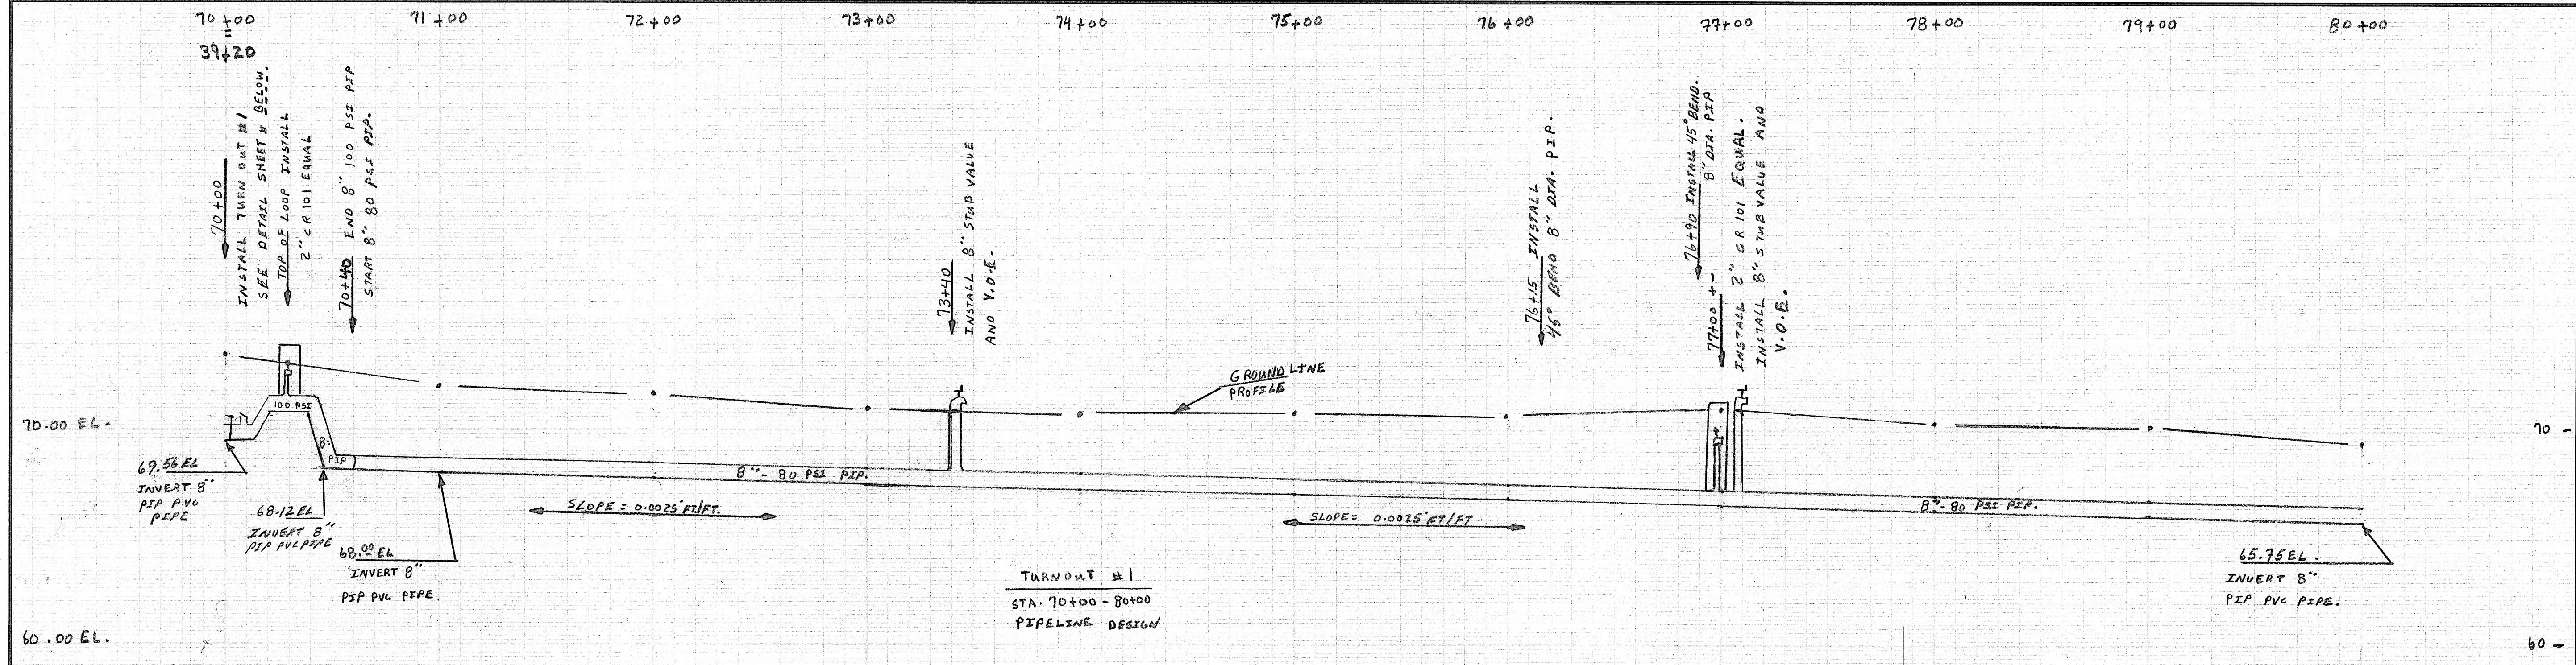 70+00
71+00
72+00
73+00
74+00
75+00
76+00
77+00
78+00
79+00
80+00
=
39+20
70+00
INSTALL TURN OUT #1
SEE DETAIL SHEET # BELOW.
TOP OF LOOP INSTALL
2" CR 101 EQUAL
70+40 END 8" 100 PSI PIP
START 8" 80 PSI PIP.
73+40
INSTALL 8" STUB VALUE
AND V.O.E.
76+15 INSTALL
45° BEND 8" DIA. PIP.
76+90 INSTALL 45° BEND.
8" DIA. PIP
77+00 +-
INSTALL 2" CR 101 EQUAL.
INSTALL 8" STUB VALUE AND
V.O.E.
GROUND LINE
PROFILE
100 PSI
8"
PIP
70.00 EL.
70 -
69.56 EL
INVERT 8"
PIP PVC
PIPE
68.12 EL
INVERT 8"
PIP PVC PIPE
68.00 EL
INVERT 8"
PIP PVC PIPE.
8"- 80 PSI PIP.
SLOPE = 0.0025' FT/FT.
SLOPE = 0.0025' FT/FT
8"- 80 PSI PIP.
65.75 EL.
INVERT 8"
PIP PVC PIPE.
TURNOUT #1
STA. 70+00 - 80+00
PIPELINE DESIGN
60.00 EL.
60 -